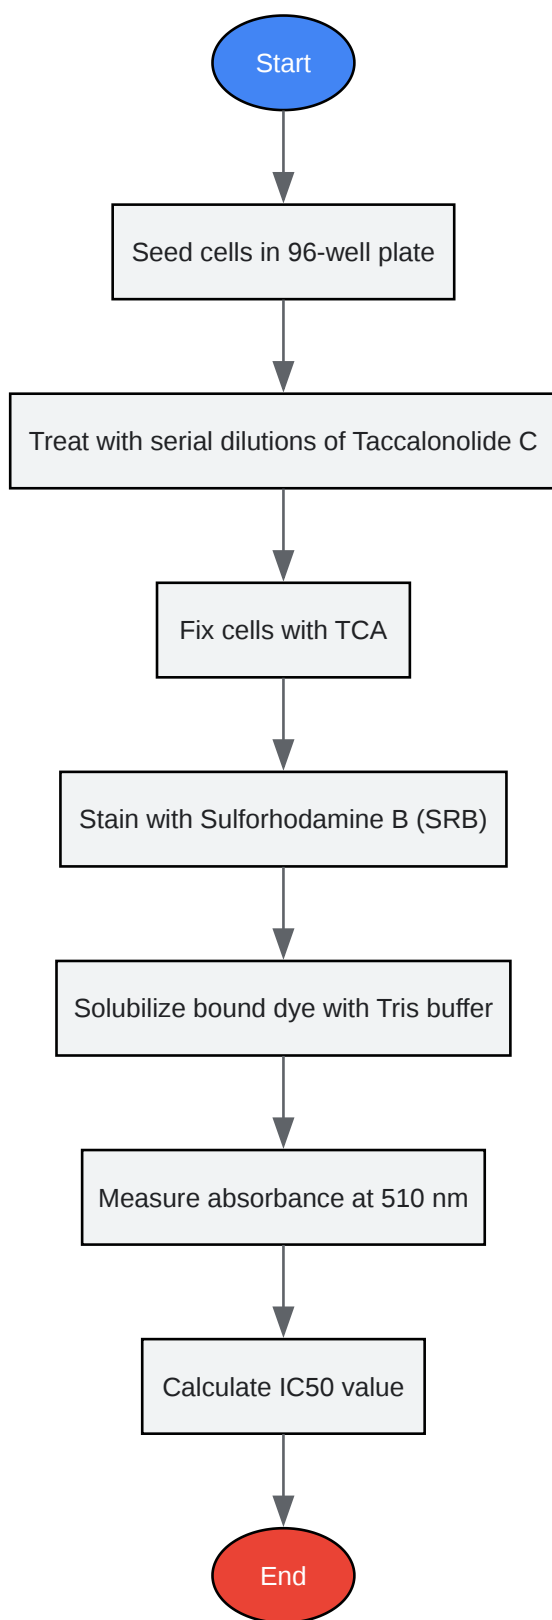 Start
Seed cells in 96-well plate
Treat with serial dilutions of Taccalonolide C
Fix cells with TCA
Stain with Sulforhodamine B (SRB)
Solubilize bound dye with Tris buffer
Measure absorbance at 510 nm
Calculate IC50 value
End